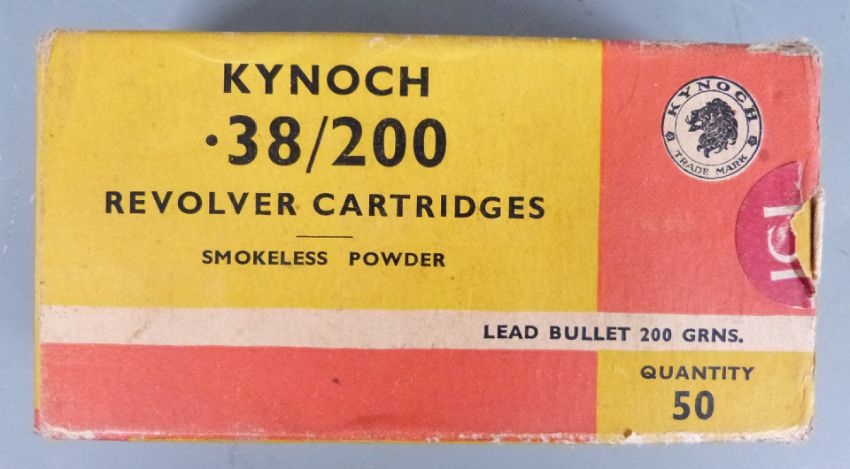 KYNOCH
·38/200
REVOLVER CARTRIDGES
SMOKELESS POWDER
KYNOCH
TRADE MARK
ICI
LEAD BULLET 200 GRNS.
QUANTITY
50